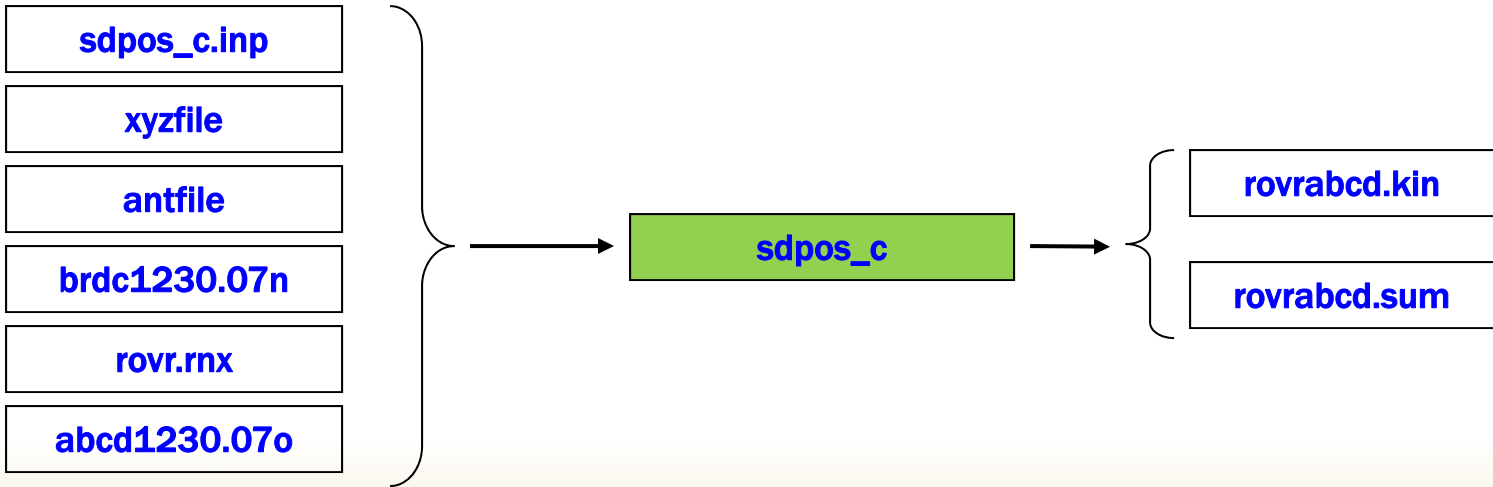 sdpos_c.inp
xyzfile
antfile
brdc1230.07n
rovr.rnx
abcd1230.07o
sdpos_c
rovrabcd.kin
rovrabcd.sum